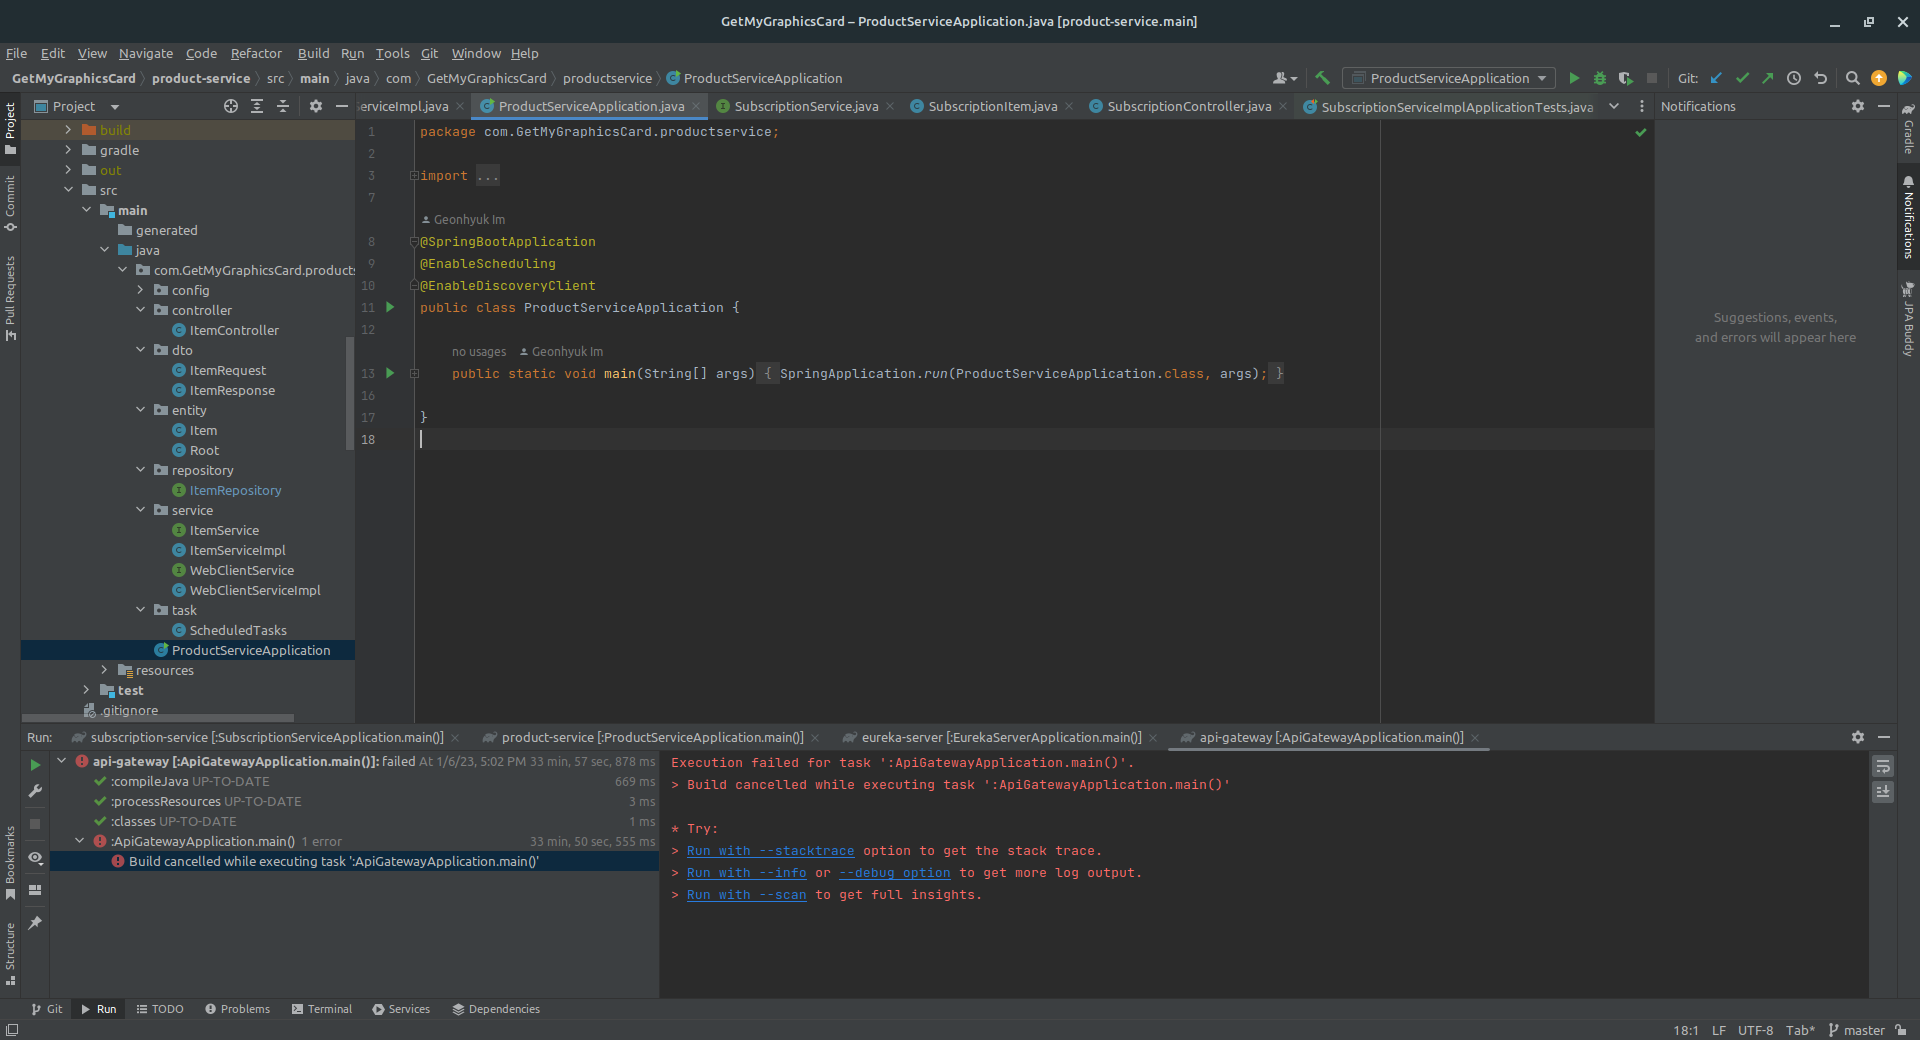 GetMyGraphicsCard – ProductServiceApplication.java [product-service.main]
File Edit View Navigate Code Refactor Build Run Tools Git Window Help
GetMyGraphicsCard product-service src main java com GetMyGraphicsCard productservice ProductServiceApplication
ProductServiceApplication
Git:
Project
erviceImpl.java
ProductServiceApplication.java
SubscriptionService.java
SubscriptionItem.java
SubscriptionController.java
SubscriptionServiceImplApplicationTests.java
Notifications
Project
Commit
Pull Requests
Bookmarks
Structure
build
gradle
out
src
main
generated
java
com.GetMyGraphicsCard.products
config
controller
ItemController
dto
ItemRequest
ItemResponse
entity
Item
Root
repository
ItemRepository
service
ItemService
ItemServiceImpl
WebClientService
WebClientServiceImpl
task
ScheduledTasks
ProductServiceApplication
resources
test
.gitignore
1 package com.GetMyGraphicsCard.productservice;
2
3 import ...
7
Geonhyuk Im
8 @SpringBootApplication
9 @EnableScheduling
10 @EnableDiscoveryClient
11 public class ProductServiceApplication {
12
no usages Geonhyuk Im
13 public static void main(String[] args) { SpringApplication.run(ProductServiceApplication.class, args); }
16
17 }
18
Suggestions, events,
and errors will appear here
Gradle
Notifications
JPA Buddy
Run: subscription-service [:SubscriptionServiceApplication.main()] product-service [:ProductServiceApplication.main()] eureka-server [:EurekaServerApplication.main()] api-gateway [:ApiGatewayApplication.main()]
api-gateway [:ApiGatewayApplication.main()]: failed At 1/6/23, 5:02 PM 33 min, 57 sec, 878 ms
:compileJava UP-TO-DATE 669 ms
:processResources UP-TO-DATE 3 ms
:classes UP-TO-DATE 1 ms
:ApiGatewayApplication.main() 1 error 33 min, 50 sec, 555 ms
Build cancelled while executing task ':ApiGatewayApplication.main()'
Execution failed for task ':ApiGatewayApplication.main()'.
> Build cancelled while executing task ':ApiGatewayApplication.main()'
* Try:
> Run with --stacktrace option to get the stack trace.
> Run with --info or --debug option to get more log output.
> Run with --scan to get full insights.
Git Run TODO Problems Terminal Services Dependencies
18:1 LF UTF-8 Tab* master